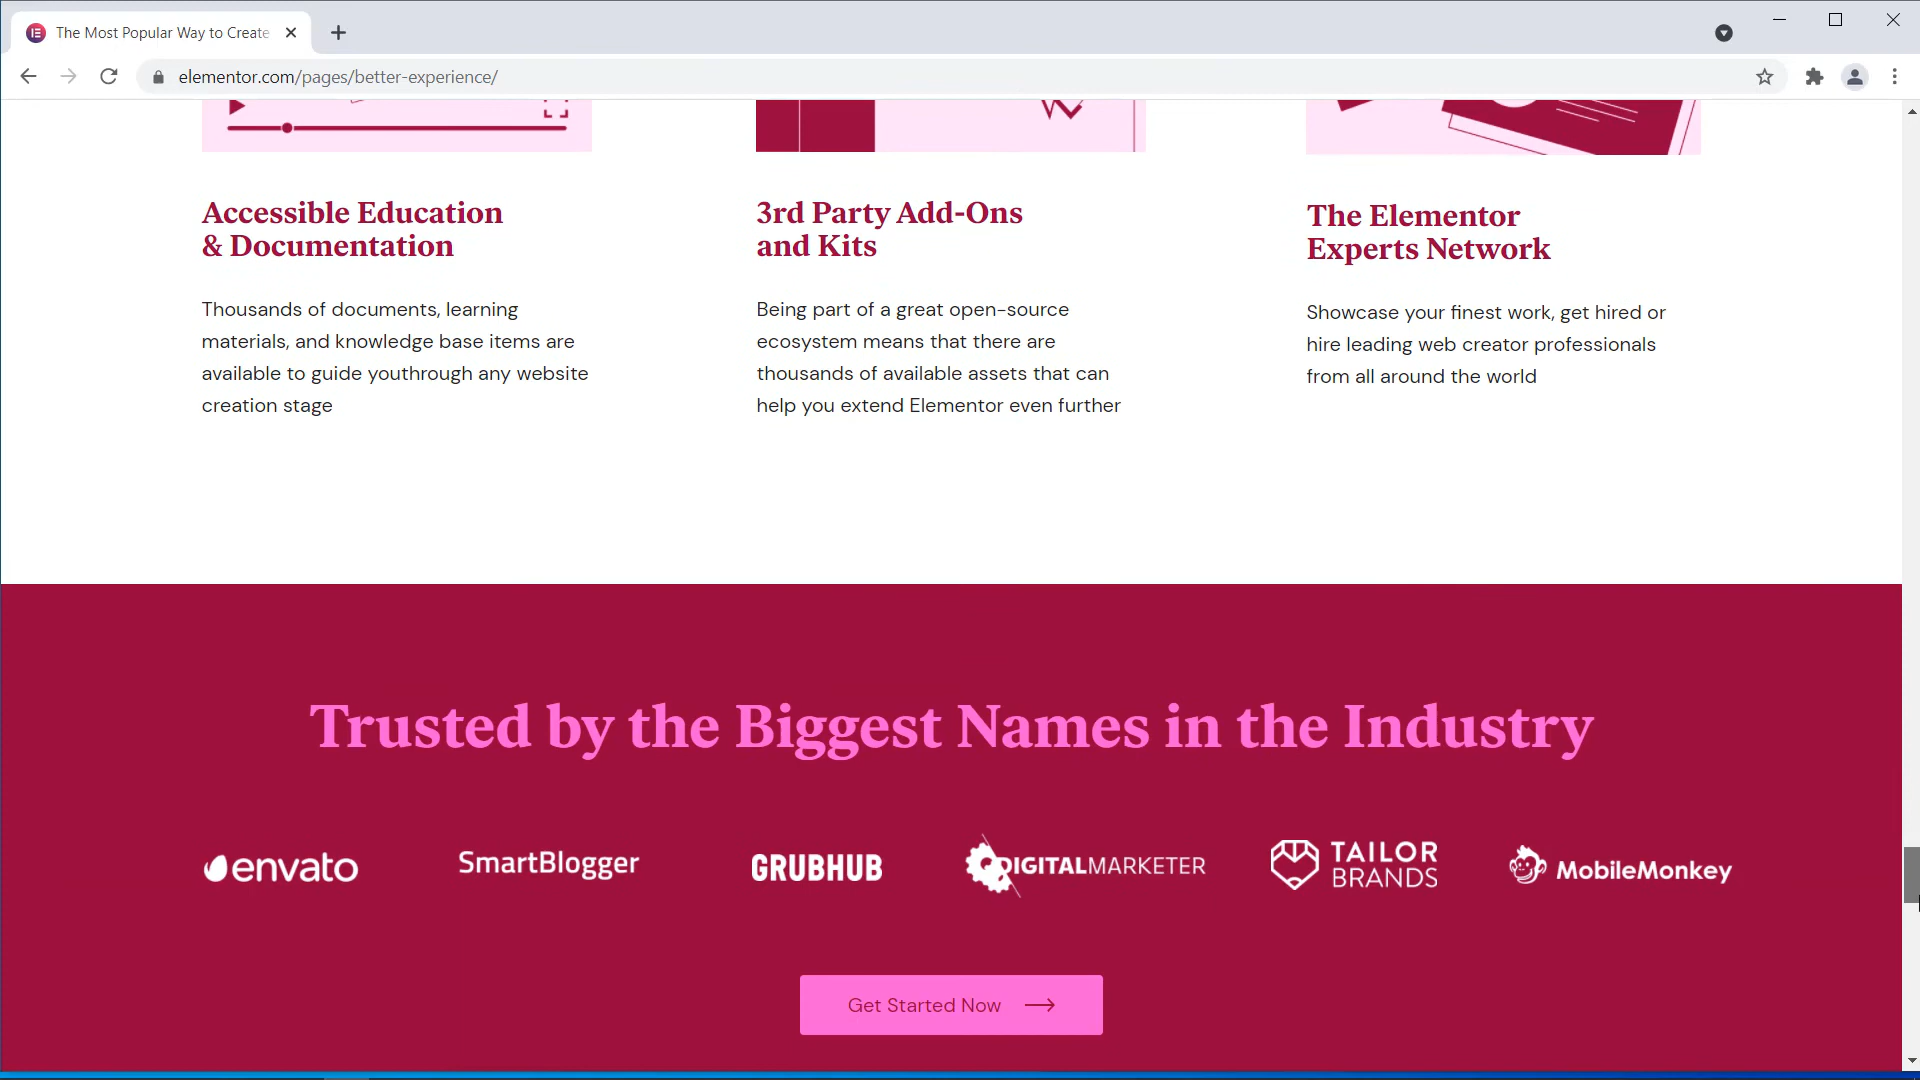 The Most Popular Way to Create
elementor.com/pages/better-experience/
Accessible Education
& Documentation
Thousands of documents, learning
materials, and knowledge base items are
available to guide youthrough any website
creation stage
3rd Party Add-Ons
and Kits
Being part of a great open-source
ecosystem means that there are
thousands of available assets that can
help you extend Elementor even further
The Elementor
Experts Network
Showcase your finest work, get hired or
hire leading web creator professionals
from all around the world
Trusted by the Biggest Names in the Industry
envato
SmartBlogger
GRUBHUB
DIGITALMARKETER
TAILOR
BRANDS
MobileMonkey
Get Started Now